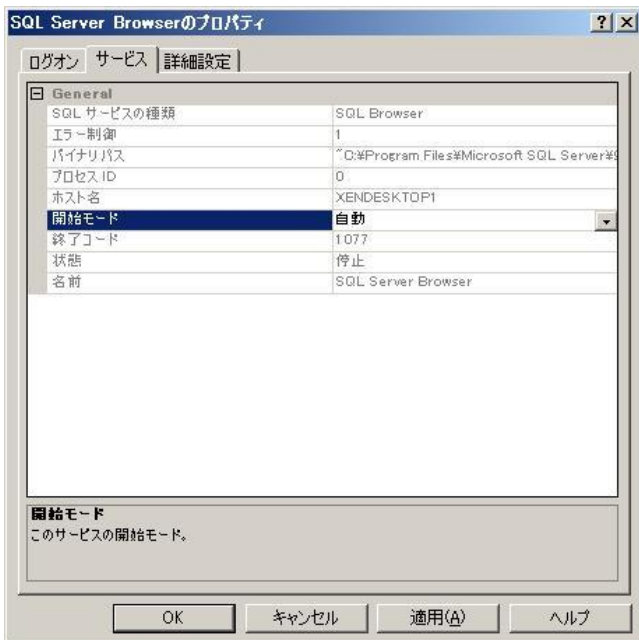 SQL Server Browserのプロパティ
ログオン サービス 詳細設定
General
SQL サービスの種類 SQL Browser
エラー制御 1
バイナリ パス "C:¥Program Files¥Microsoft SQL Server¥9
プロセス ID 0
ホスト名 XENDESKTOP1
開始モード 自動
終了コード 1077
状態 停止
名前 SQL Server Browser
開始モード
このサービスの開始モード。
OK キャンセル 適用(A) ヘルプ